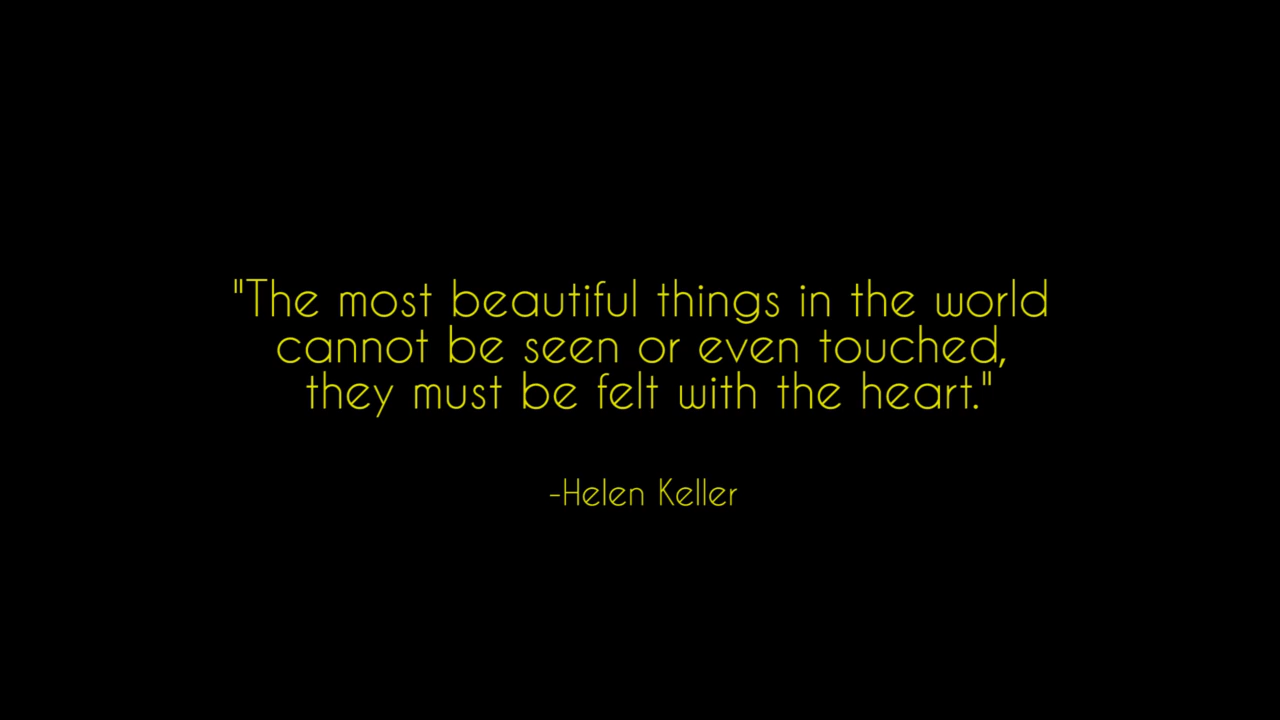 "The most beautiful things in the world
cannot be seen or even touched,
they must be felt with the heart."
-Helen Keller